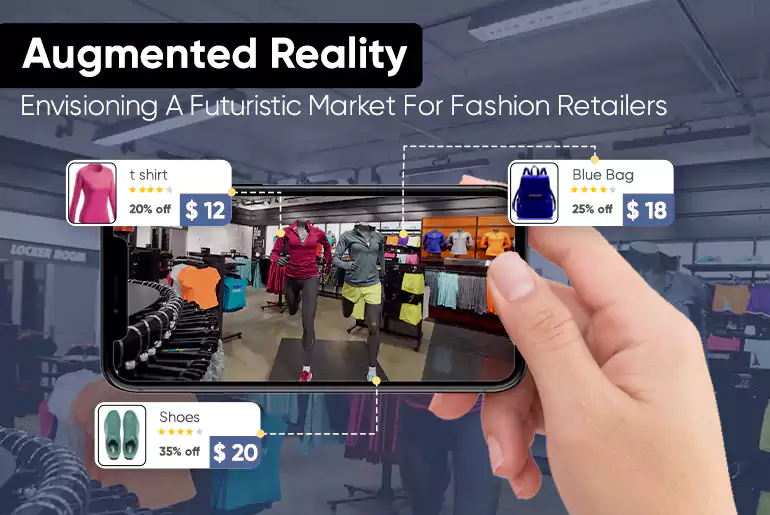 Augmented Reality
Envisioning A Futuristic Market For Fashion Retailers
t shirt
20% off $ 12
Blue Bag
25% off $ 18
LOCKER ROOM
Shoes
35% off $ 20